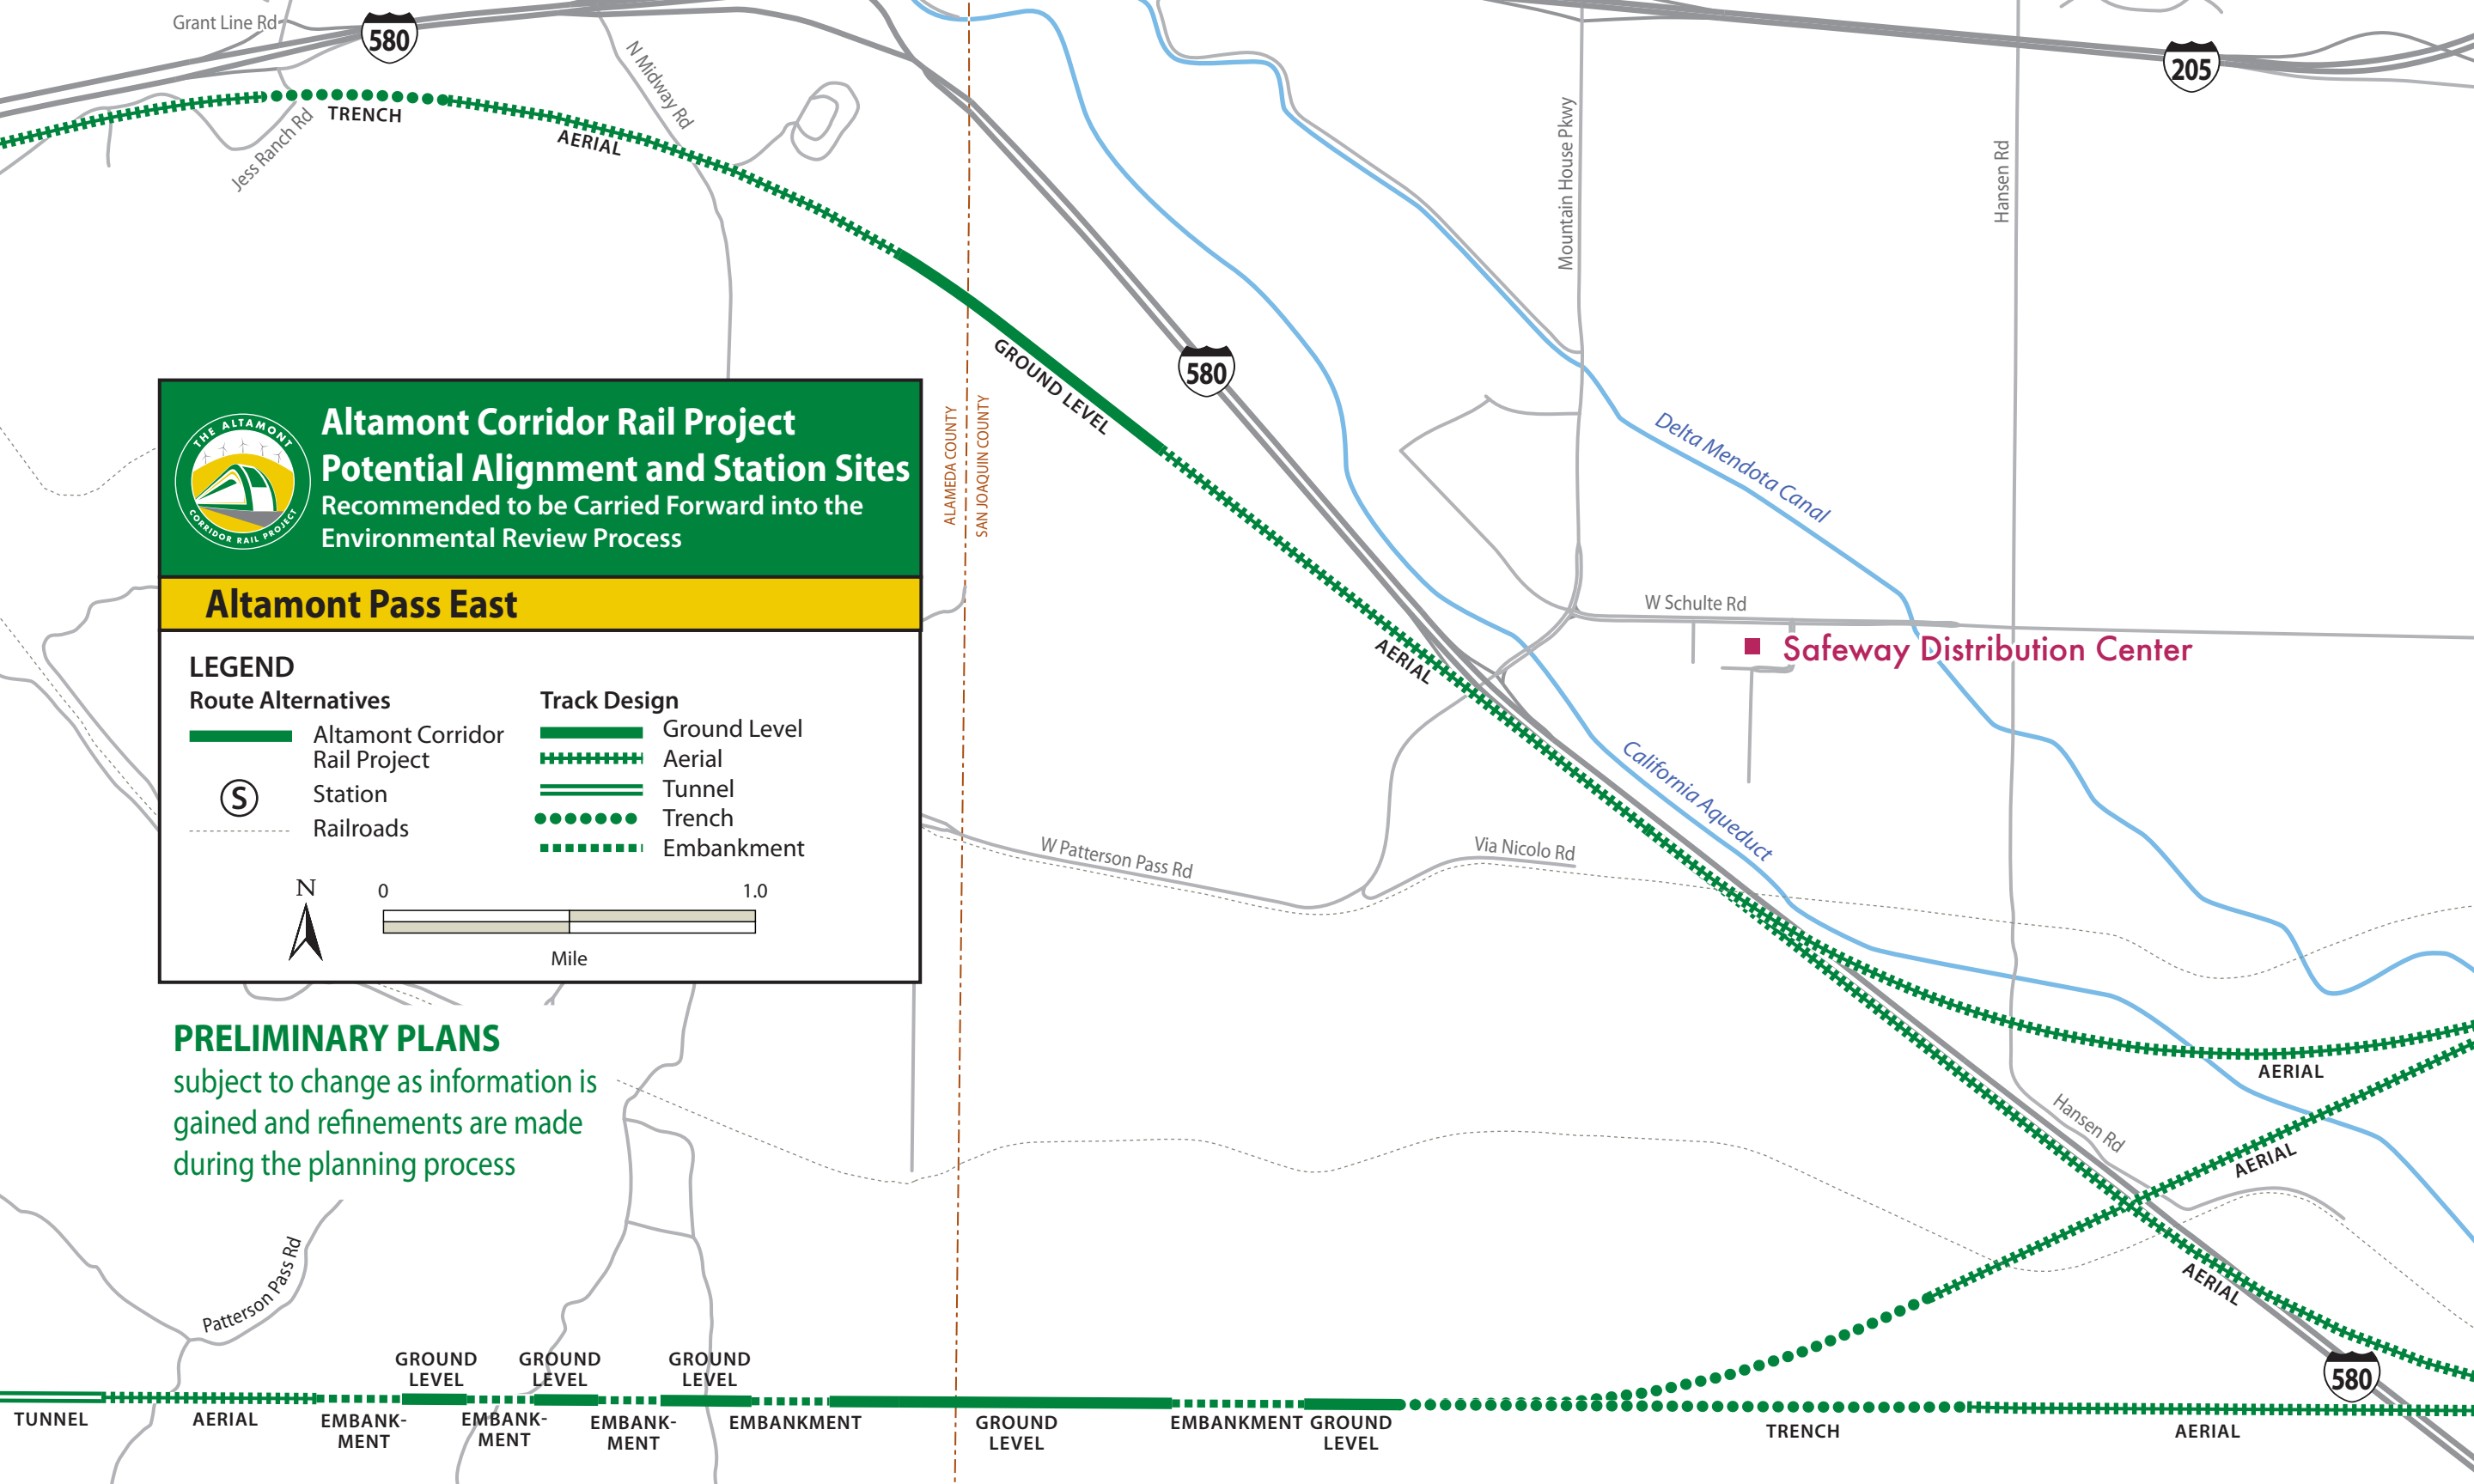 Grant Line Rd
580
205
TRENCH
Jess Ranch Rd
AERIAL
N Midway Rd
Mountain House Pkwy
Hansen Rd
GROUND LEVEL
580
ALAMEDA COUNTY
SAN JOAQUIN COUNTY
Delta Mendota Canal
THE ALTAMONT
CORRIDOR RAIL PROJECT
Altamont Corridor Rail Project
Potential Alignment and Station Sites
Recommended to be Carried Forward into the
Environmental Review Process
Altamont Pass East
LEGEND
Route Alternatives
Altamont Corridor
Rail Project
S
Station
Railroads
Track Design
Ground Level
Aerial
Tunnel
Trench
Embankment
N
0
1.0
Mile
W Schulte Rd
Safeway Distribution Center
AERIAL
California Aqueduct
W Patterson Pass Rd
Via Nicolo Rd
PRELIMINARY PLANS
subject to change as information is
gained and refinements are made
during the planning process
AERIAL
Hansen Rd
AERIAL
AERIAL
Patterson Pass Rd
580
GROUND
LEVEL
GROUND
LEVEL
GROUND
LEVEL
TUNNEL
AERIAL
EMBANK-
MENT
EMBANK-
MENT
EMBANK-
MENT
EMBANKMENT
GROUND
LEVEL
EMBANKMENT
GROUND
LEVEL
TRENCH
AERIAL